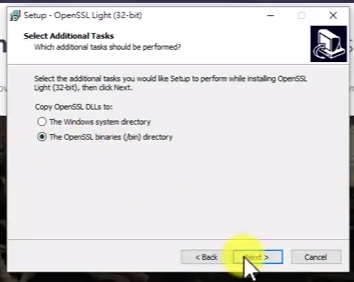 Setup - OpenSSL Light (32-bit)
Select Additional Tasks
Which additional tasks should be performed?
Select the additional tasks you would like Setup to perform while installing OpenSSL
Light (32-bit), then click Next.
Copy OpenSSL DLLs to:
The Windows system directory
The OpenSSL binaries (/bin) directory
< Back
Next >
Cancel